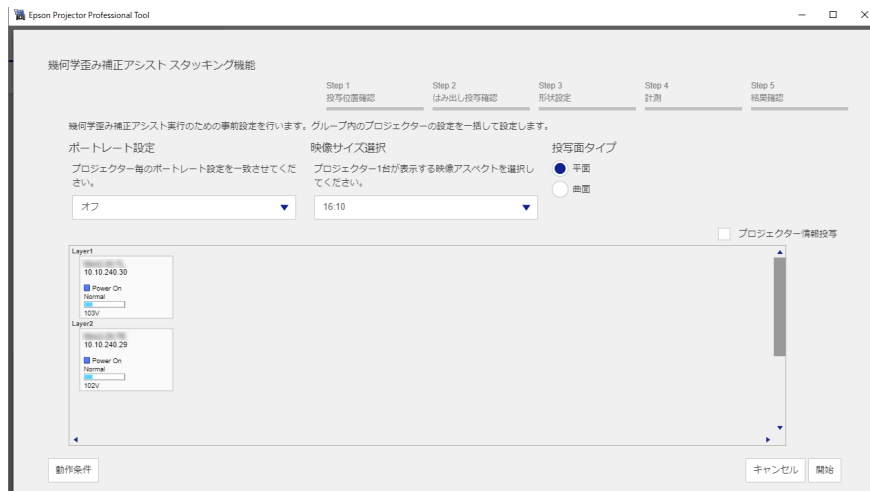 Epson Projector Professional Tool
幾何学歪み補正アシスト スタッキング機能
Step 1
投写位置確認
Step 2
はみ出し投写確認
Step 3
形状設定
Step 4
計測
Step 5
結果確認
幾何学歪み補正アシスト実行のための事前設定を行います。グループ内のプロジェクターの設定を一括して設定します。
ポートレート設定
プロジェクター毎のポートレート設定を一致させてくだ
さい。
オフ
映像サイズ選択
プロジェクター1台が表示する映像アスペクトを選択し
てください。
16:10
投写面タイプ
平面
曲面
プロジェクター情報投写
Layer1
10.10.240.30
Power On
Normal
103V
Layer2
10.10.240.29
Power On
Normal
102V
動作条件
キャンセル
開始